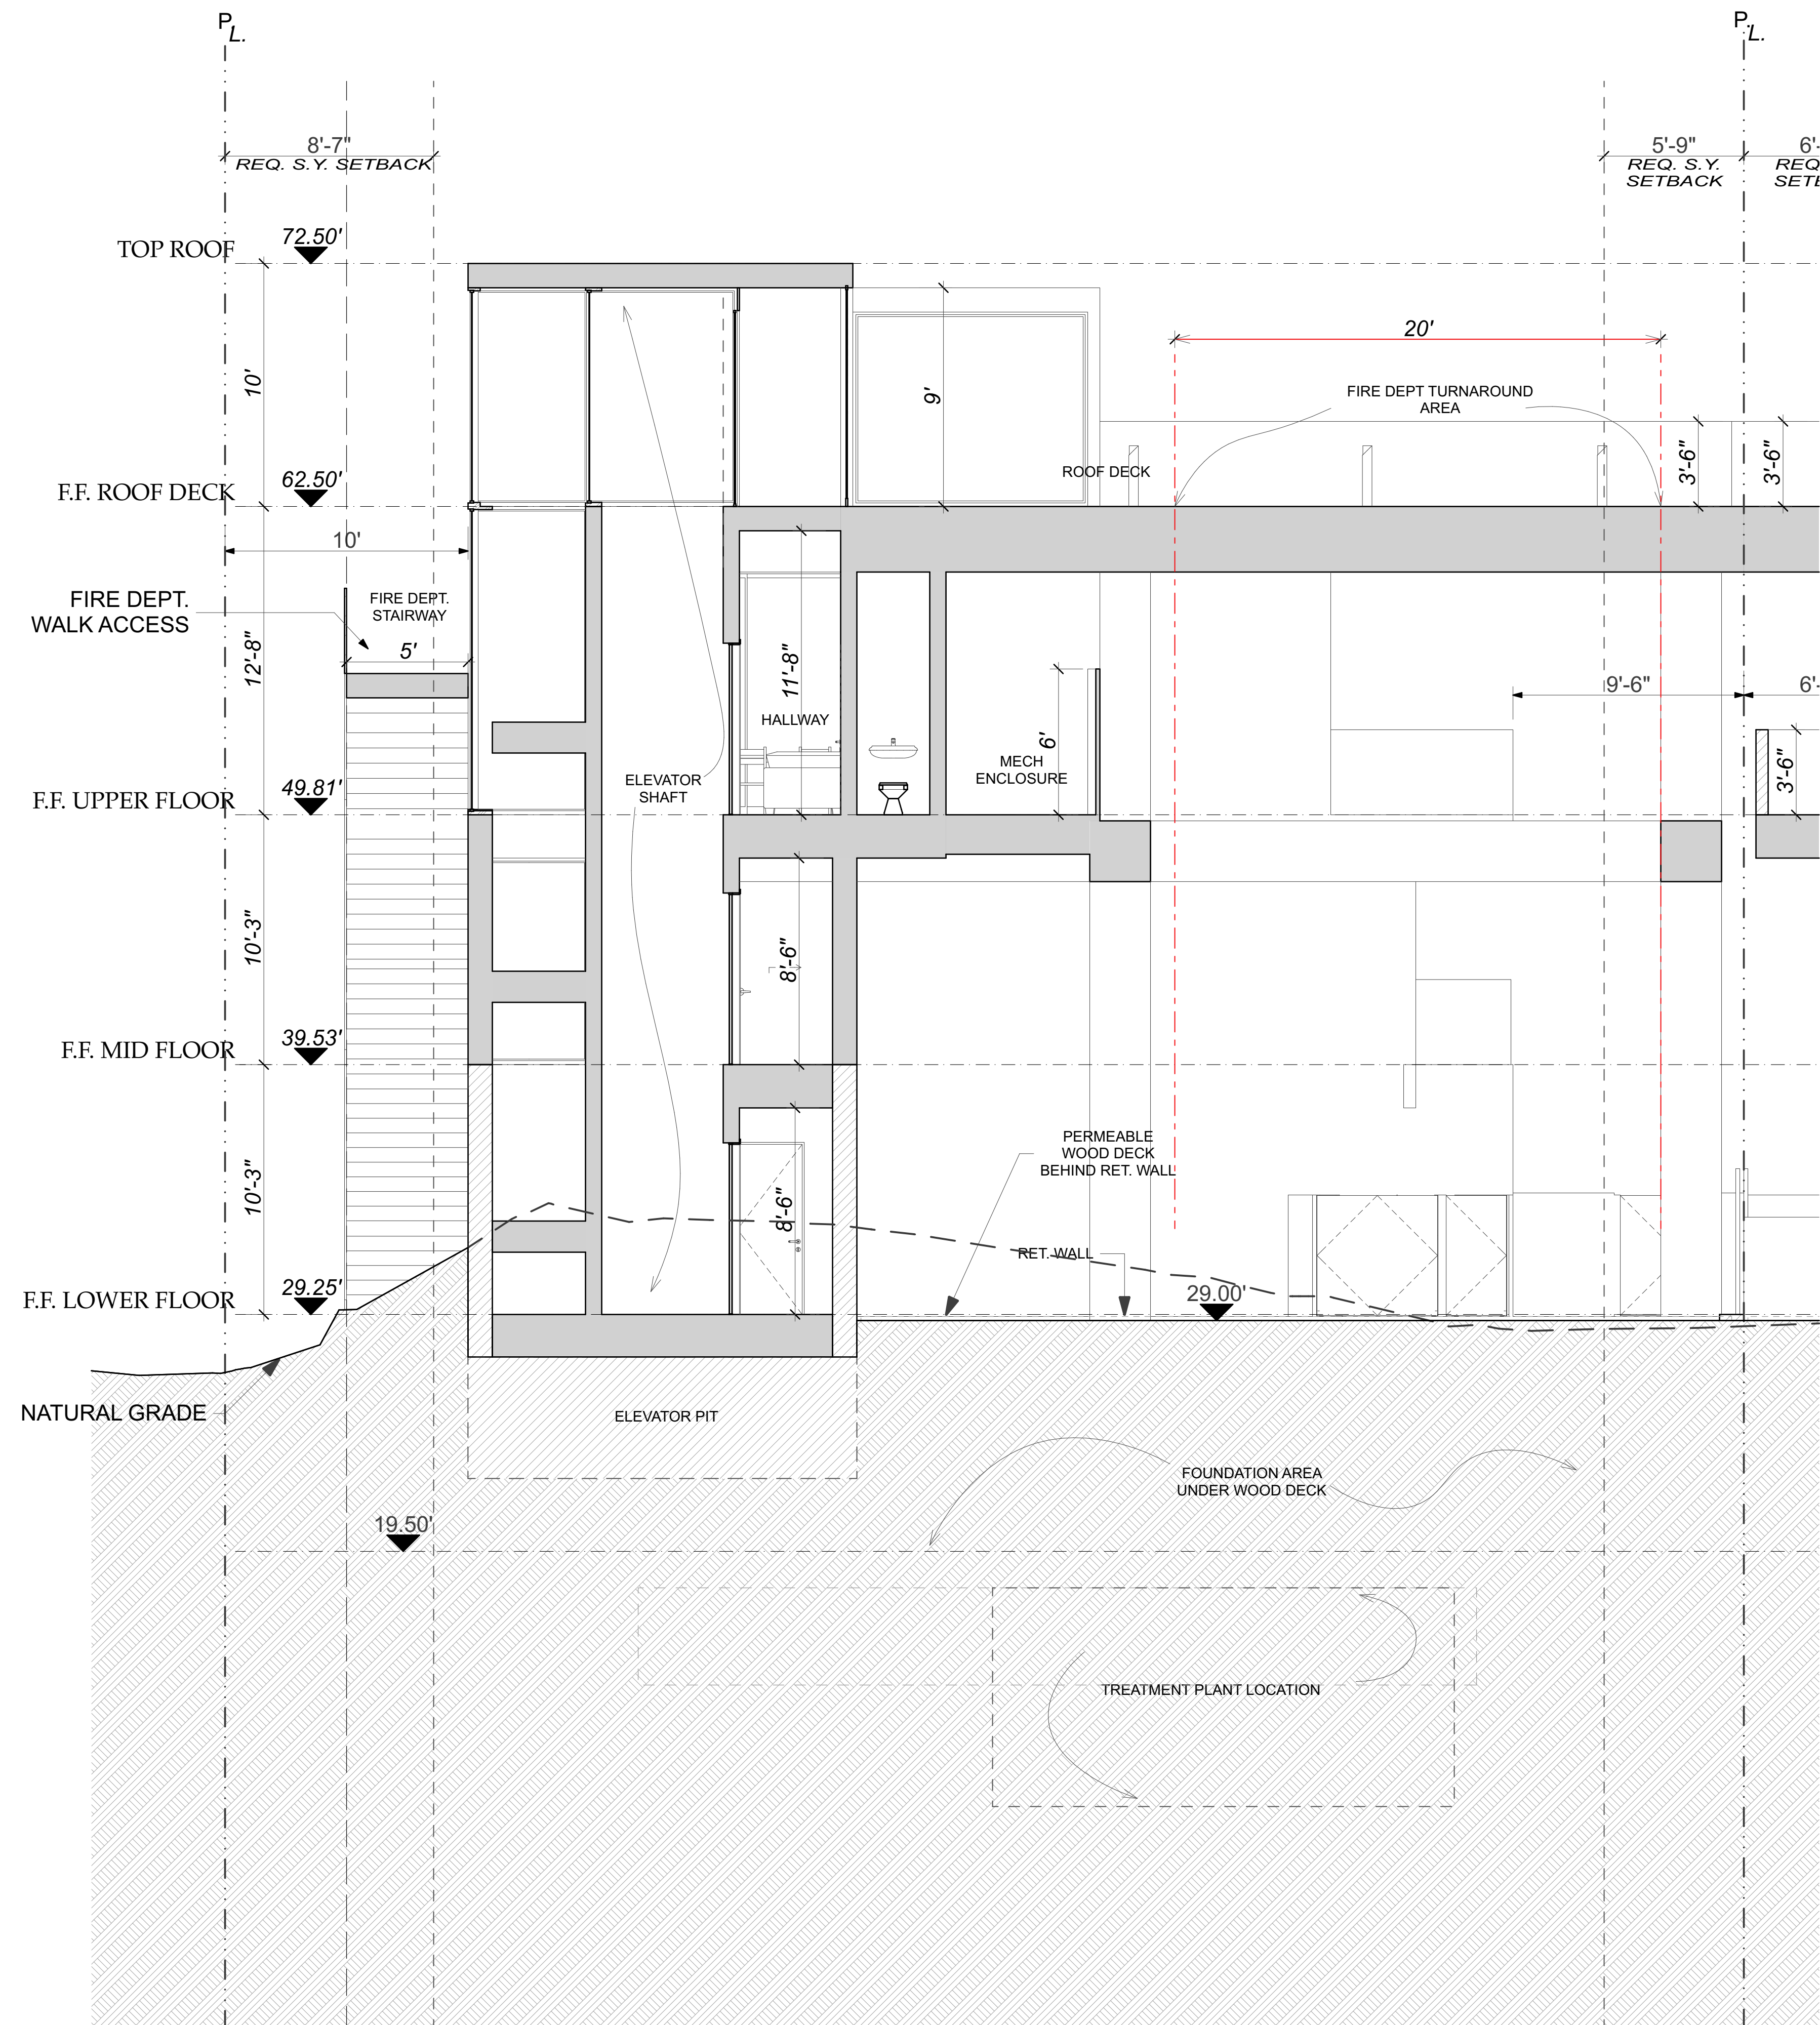 P.L.
P.L.
8'-7"
REQ. S.Y. SETBACK
5'-9"
REQ. S.Y.
SETBACK
TOP ROOF
72.50'
20'
10'
9'
FIRE DEPT TURNAROUND
AREA
3'-6"
3'-6"
ROOF DECK
F.F. ROOF DECK
62.50'
10'
FIRE DEPT.
WALK ACCESS
FIRE DEPT.
STAIRWAY
5'
12'-8"
11'-8"
HALLWAY
9'-6"
6'
MECH
ENCLOSURE
3'-6"
ELEVATOR
SHAFT
F.F. UPPER FLOOR
49.81'
10'-3"
8'-6"
F.F. MID FLOOR
39.53'
10'-3"
8'-6"
PERMEABLE
WOOD DECK
BEHIND RET. WALL
RET. WALL
29.00'
F.F. LOWER FLOOR
29.25'
NATURAL GRADE
ELEVATOR PIT
FOUNDATION AREA
UNDER WOOD DECK
19.50'
TREATMENT PLANT LOCATION